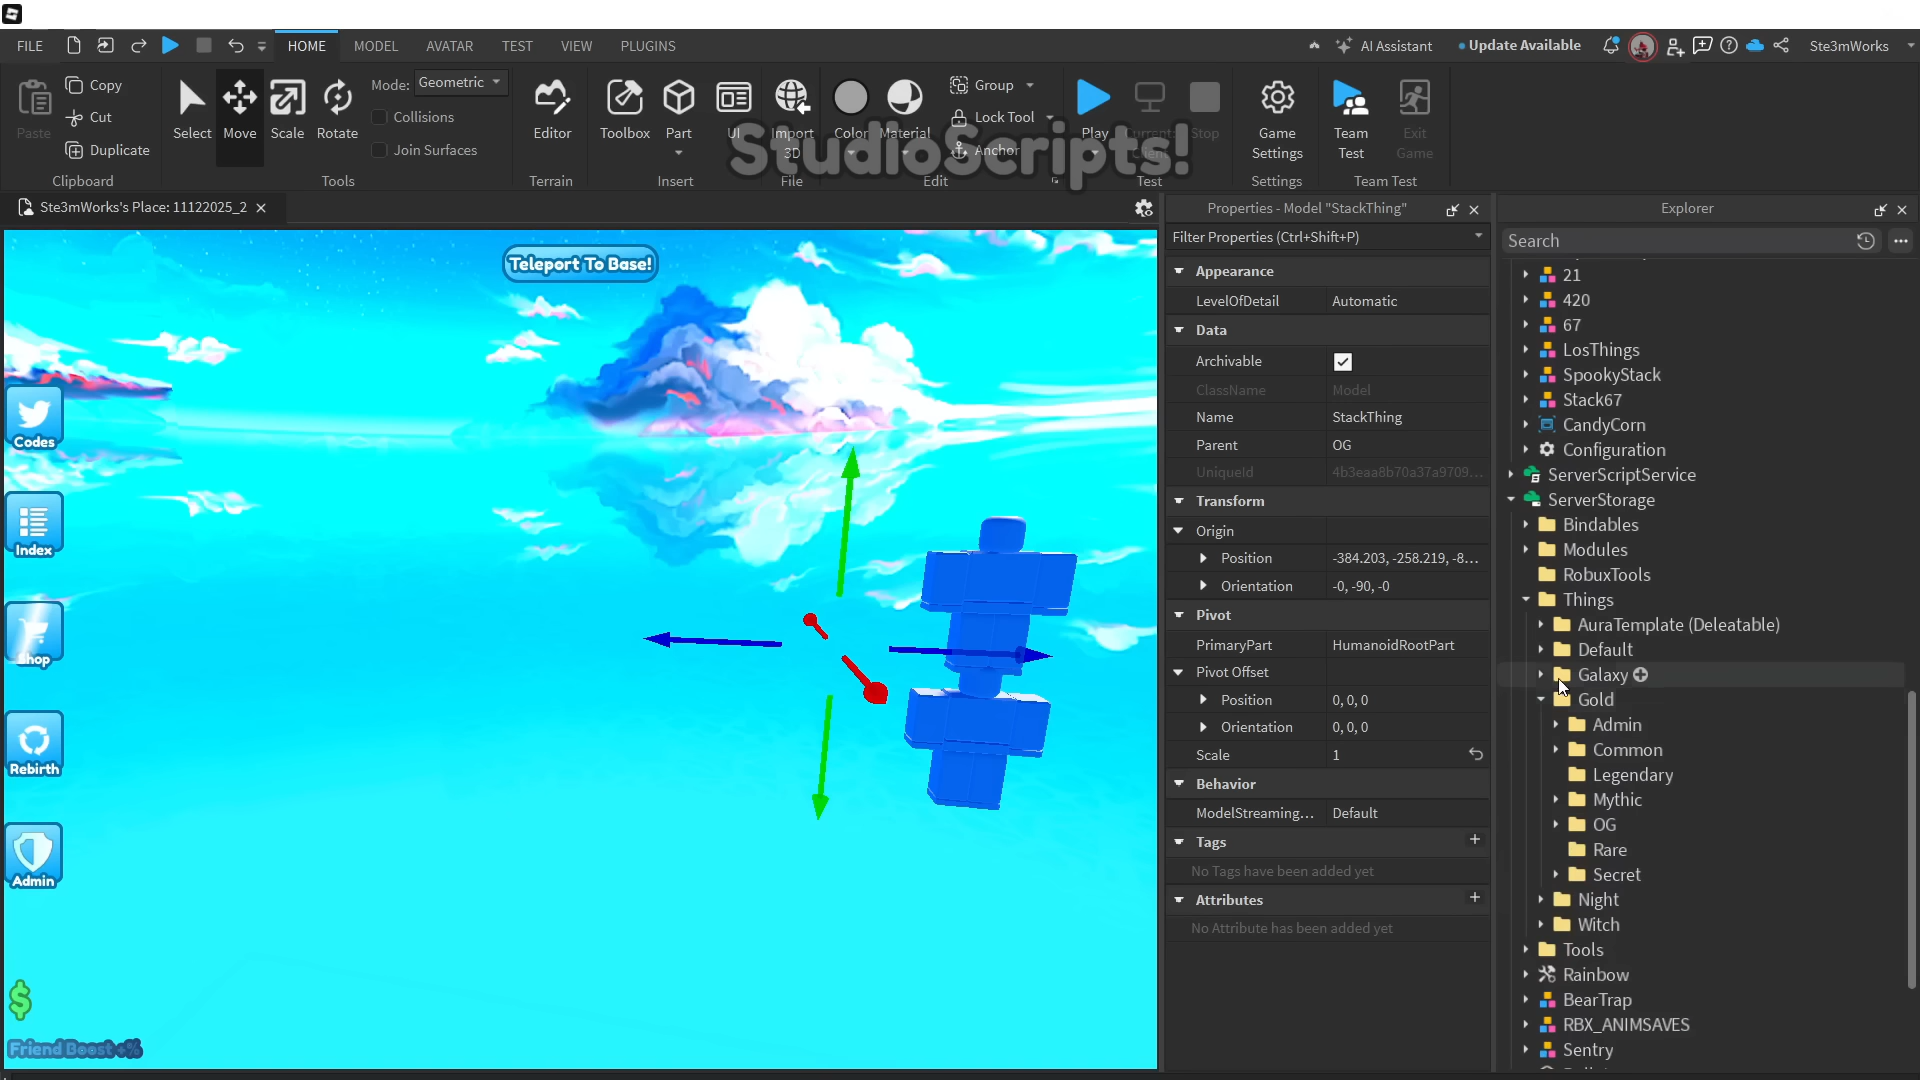 FILE
HOME
MODEL
AVATAR
TEST
VIEW
PLUGINS
AI Assistant
Update Available
Ste3mWorks
Paste
Copy
Cut
Duplicate
Clipboard
Select
Move
Scale
Rotate
Mode: Geometric
Collisions
Join Surfaces
Tools
Editor
Terrain
Toolbox
Part
UI
Insert
Import
3D
File
Color
Material
Group
Lock Tool
Anchor
Edit
Play
Current:
Client
Stop
Test
Game
Settings
Settings
Team
Test
Exit
Game
Team Test
StudioScripts!
Ste3mWorks's Place: 11122025_2
Teleport To Base!
Codes
Index
Shop
Rebirth
Admin
$
Friend Boost +%
Properties - Model "StackThing"
Filter Properties (Ctrl+Shift+P)
Appearance
LevelOfDetail Automatic
Data
Archivable
ClassName Model
Name StackThing
Parent OG
UniqueId 4b3eaa8b70a37a9709...
Transform
Origin
Position -384.203, -258.219, -8...
Orientation -0, -90, -0
Pivot
PrimaryPart HumanoidRootPart
Pivot Offset
Position 0, 0, 0
Orientation 0, 0, 0
Scale 1
Behavior
ModelStreaming... Default
Tags
No Tags have been added yet
Attributes
No Attribute has been added yet
Explorer
Search
21
420
67
LosThings
SpookyStack
Stack67
CandyCorn
Configuration
ServerScriptService
ServerStorage
Bindables
Modules
RobuxTools
Things
AuraTemplate (Deleatable)
Default
Galaxy
Gold
Admin
Common
Legendary
Mythic
OG
Rare
Secret
Night
Witch
Tools
Rainbow
BearTrap
RBX_ANIMSAVES
Sentry